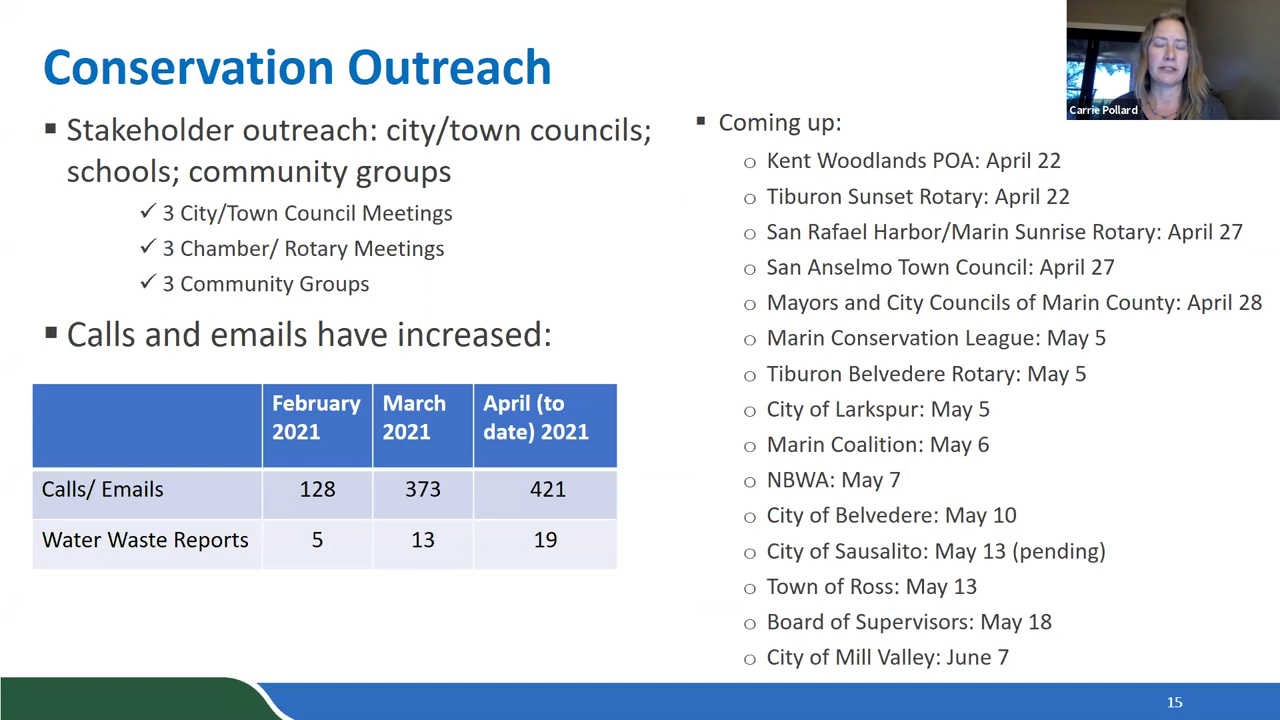 Conservation Outreach
▪ Stakeholder outreach: city/town councils;
schools; community groups
✓ 3 City/Town Council Meetings
✓ 3 Chamber/ Rotary Meetings
✓ 3 Community Groups
▪ Calls and emails have increased:
February 2021 March 2021 April (to date) 2021
Calls/ Emails 128 373 421
Water Waste Reports 5 13 19
▪ Coming up:
o Kent Woodlands POA: April 22
o Tiburon Sunset Rotary: April 22
o San Rafael Harbor/Marin Sunrise Rotary: April 27
o San Anselmo Town Council: April 27
o Mayors and City Councils of Marin County: April 28
o Marin Conservation League: May 5
o Tiburon Belvedere Rotary: May 5
o City of Larkspur: May 5
o Marin Coalition: May 6
o NBWA: May 7
o City of Belvedere: May 10
o City of Sausalito: May 13 (pending)
o Town of Ross: May 13
o Board of Supervisors: May 18
o City of Mill Valley: June 7
Carrie Pollard
15